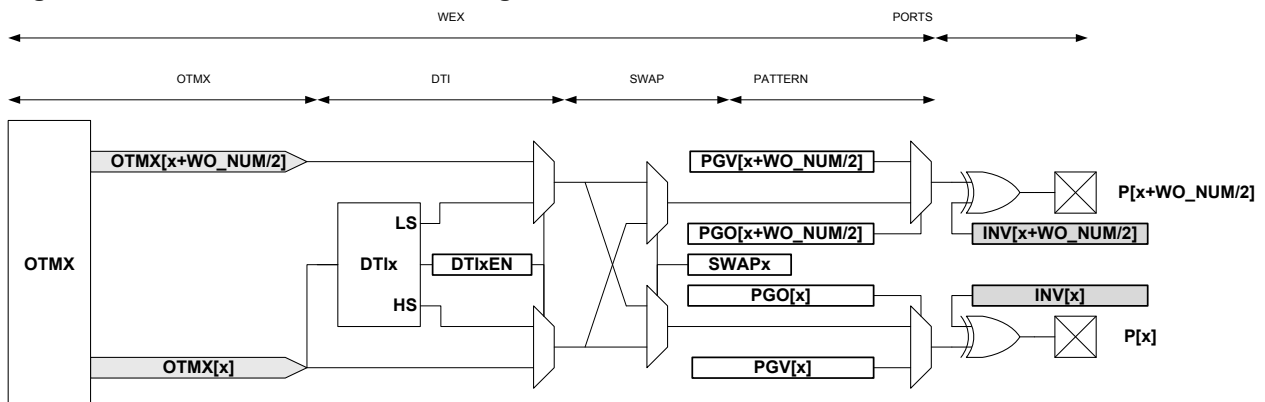 WEX PORTS
OTMX DTI SWAP PATTERN
OTMX[x+WO_NUM/2] PGV[x+WO_NUM/2]
P[x+WO_NUM/2]
LS
PGO[x+WO_NUM/2] INV[x+WO_NUM/2]
OTMX DTIx DTIxEN SWAPx
PGO[x] INV[x]
HS
P[x]
OTMX[x] PGV[x]